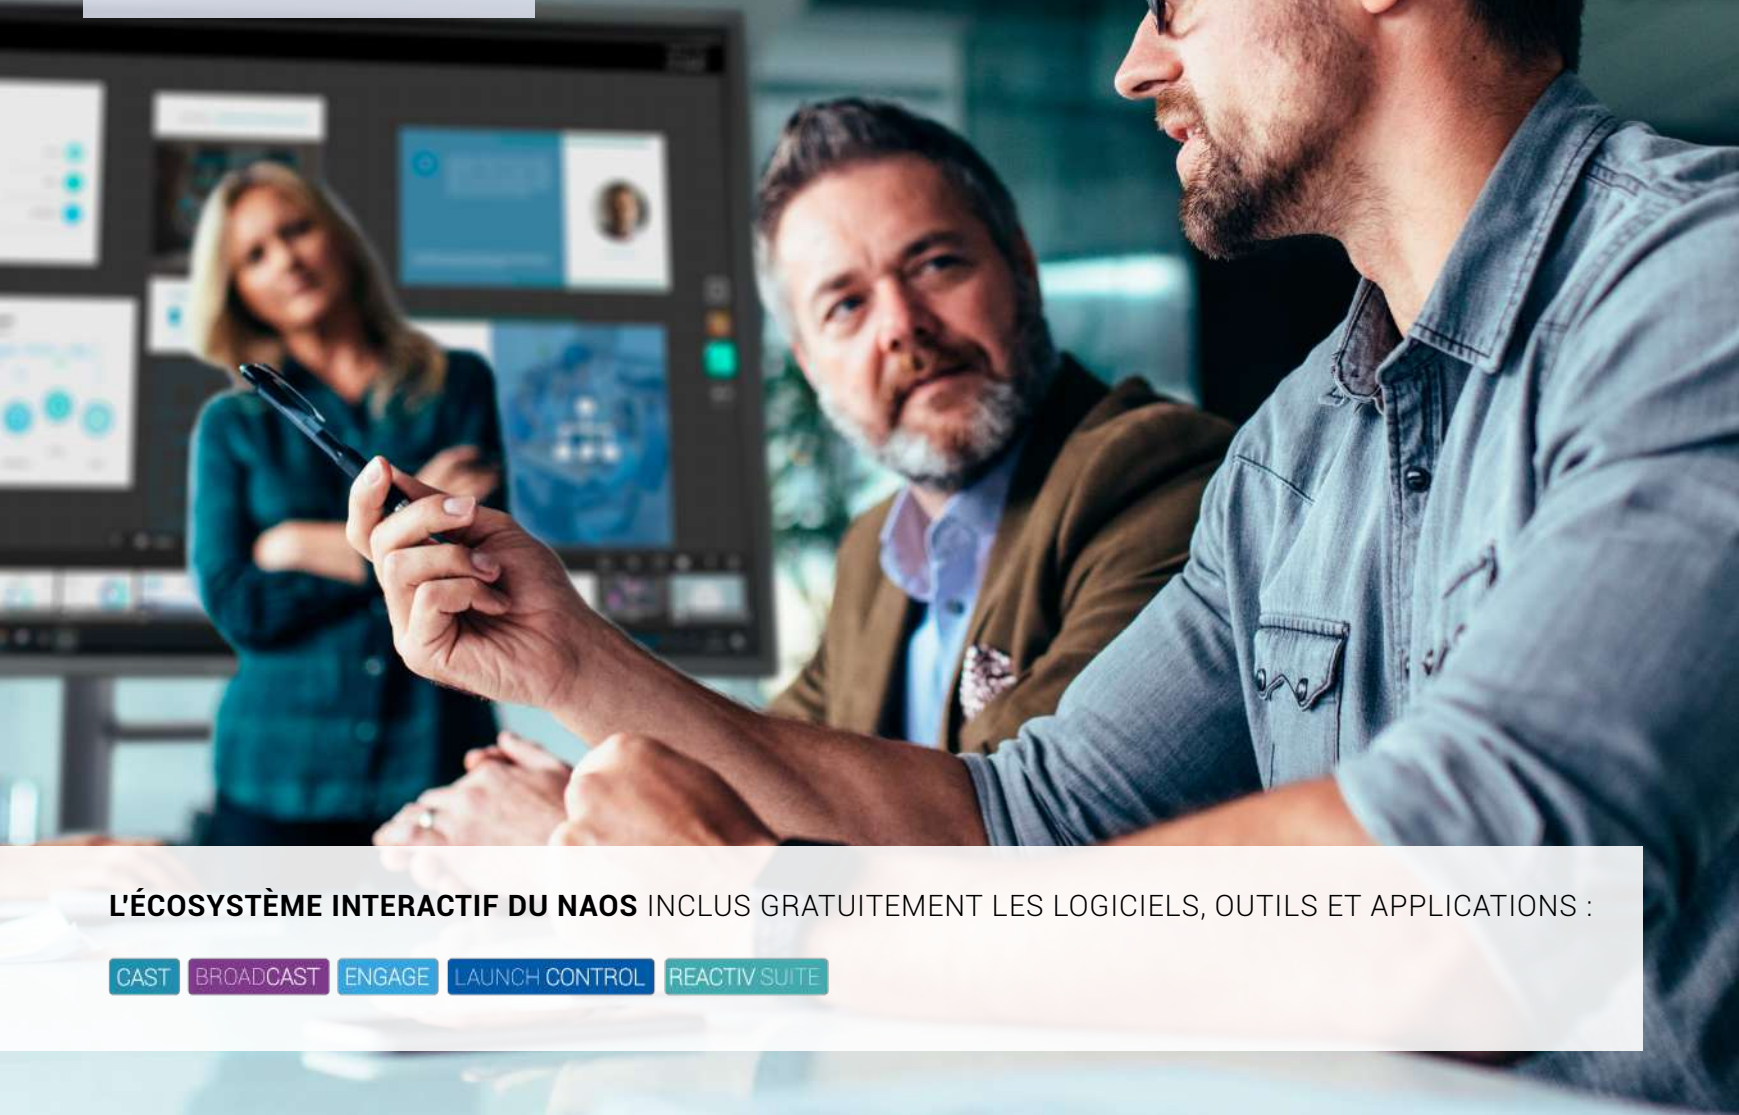 L'ÉCOSYSTÈME INTERACTIF DU NAOS INCLUS GRATUITEMENT LES LOGICIELS, OUTILS ET APPLICATIONS :
CAST BROADCAST ENGAGE LAUNCH CONTROL REACTIV SUITE